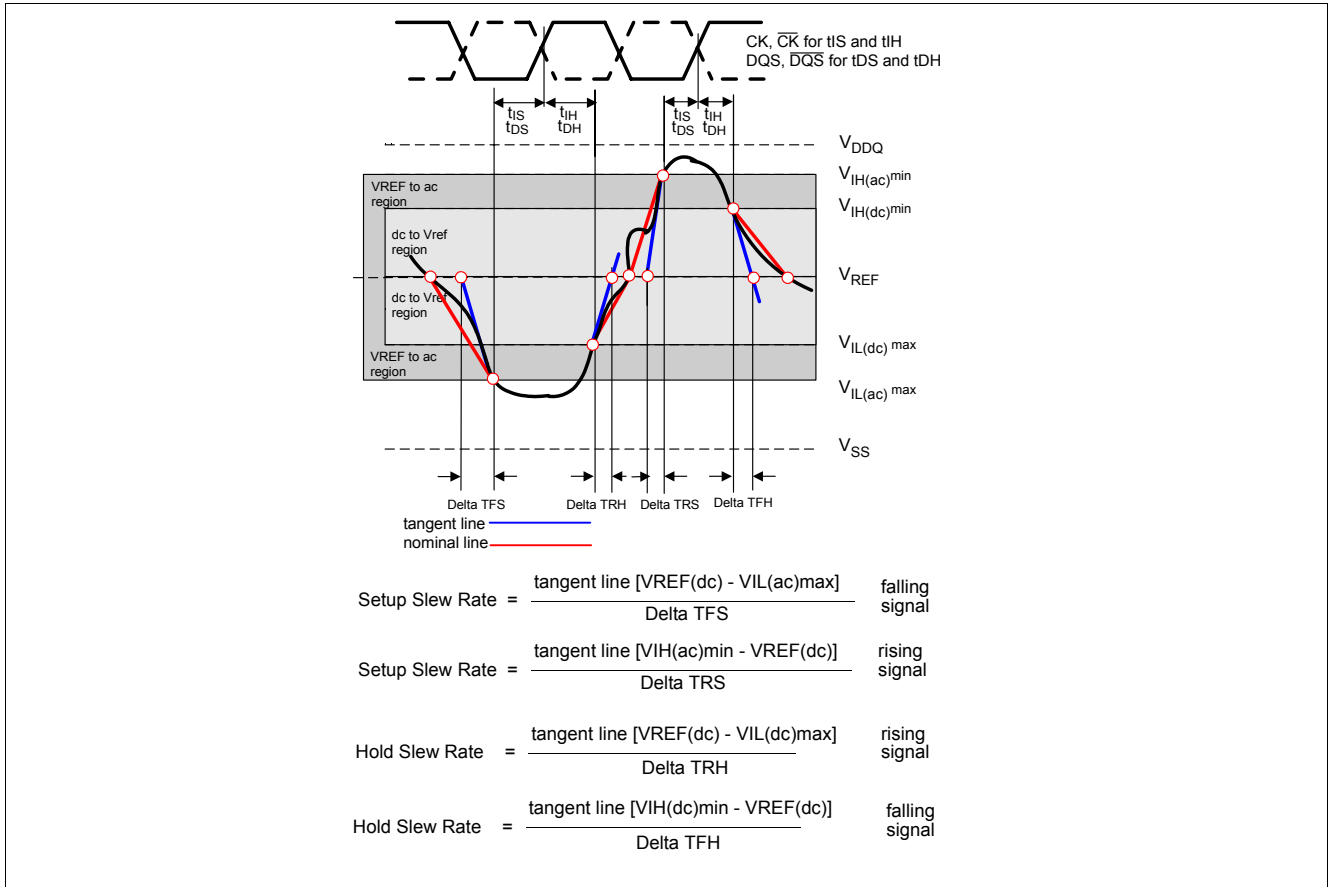 CK, CK for tIS and tIH
DQS, DQS for tDS and tDH
tIS
tDS
tIH
tDH
tIS
tDS
tIH
tDH
VDDQ
VIH(ac)min
VREF to ac
region
VIH(dc)min
dc to Vref
region
VREF
dc to Vref
region
VIL(dc) max
VREF to ac
region
VIL(ac) max
VSS
Delta TFS
Delta TRH
Delta TRS
Delta TFH
tangent line
nominal line
Setup Slew Rate = tangent line [VREF(dc) - VIL(ac)max] falling
Delta TFS signal
Setup Slew Rate = tangent line [VIH(ac)min - VREF(dc)] rising
Delta TRS signal
Hold Slew Rate = tangent line [VREF(dc) - VIL(dc)max] rising
Delta TRH signal
Hold Slew Rate = tangent line [VIH(dc)min - VREF(dc)] falling
Delta TFH signal